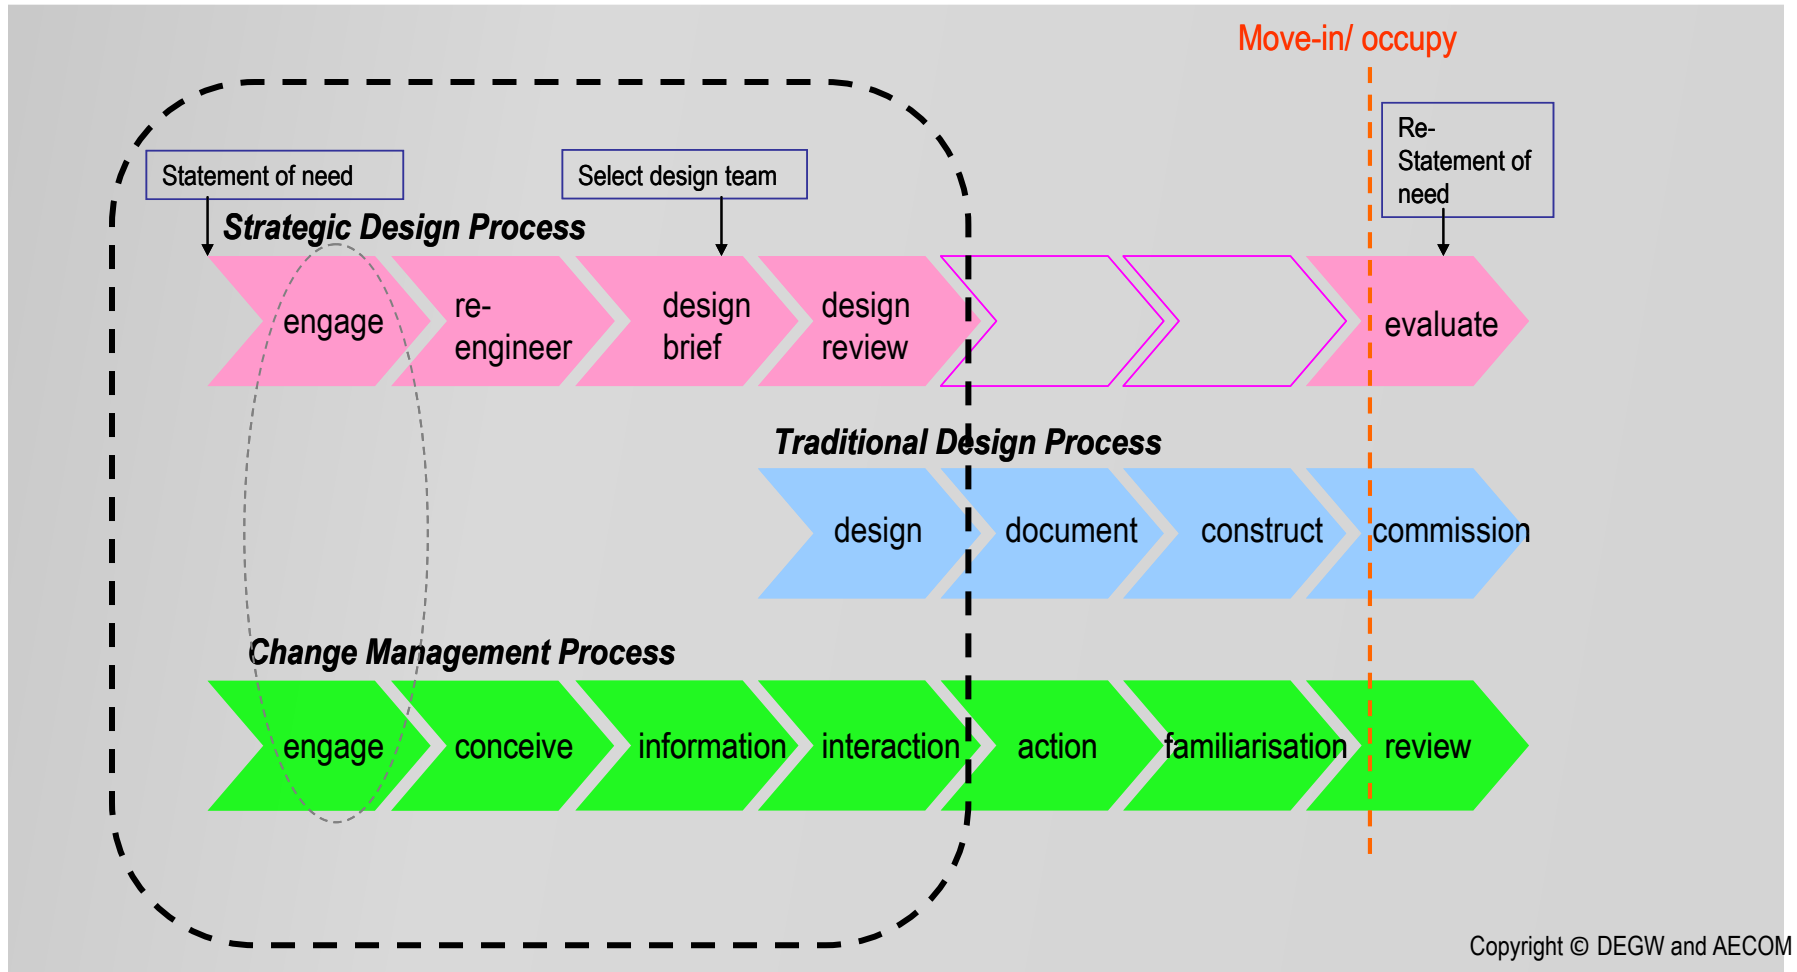 Move-in/ occupy
Statement of need
Select design team
Re-
Statement of
need
Strategic Design Process
engage
re-
engineer
design
brief
design
review
evaluate
Traditional Design Process
design
document
construct
commission
Change Management Process
engage
conceive
information
interaction
action
familiarisation
review
Copyright © DEGW and AECOM